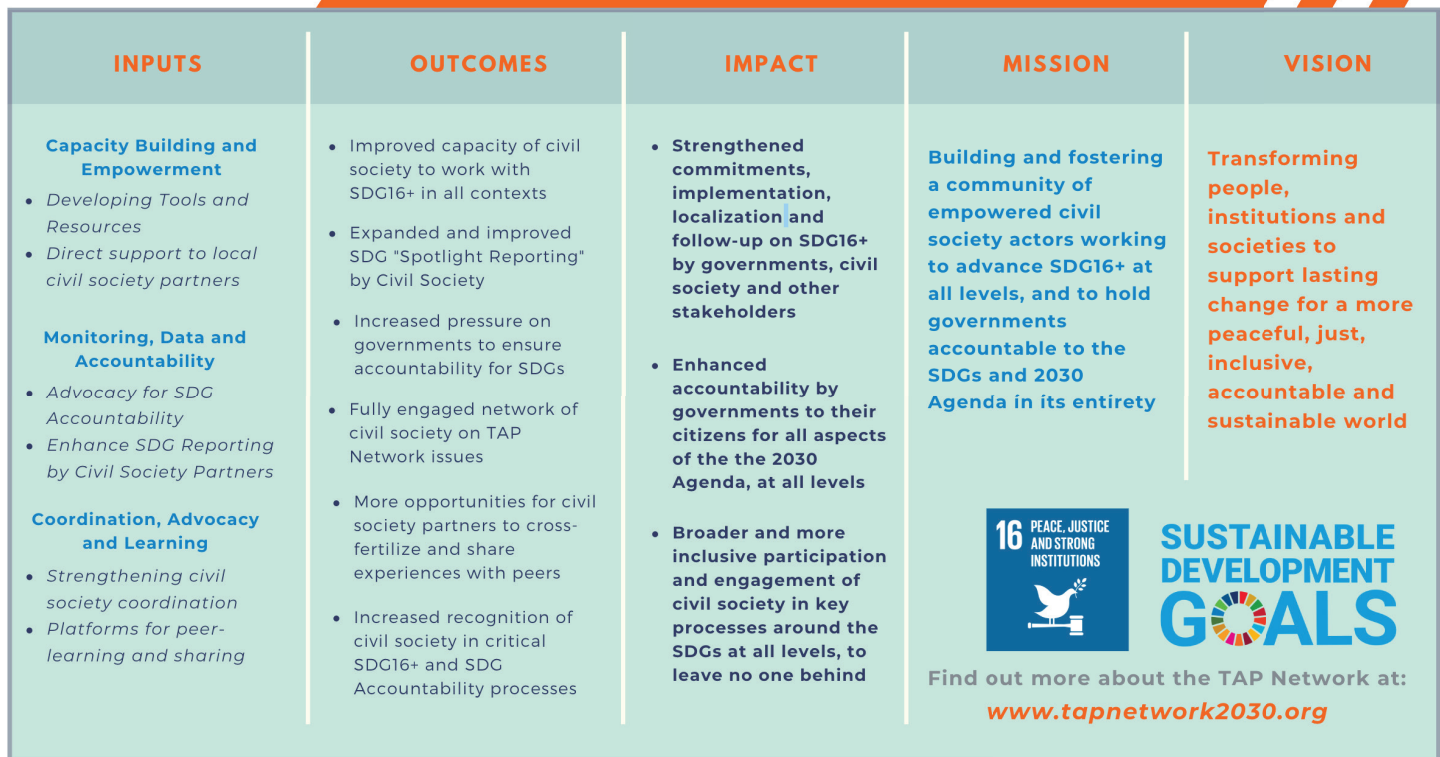 INPUTS
Capacity Building and
Empowerment
• Developing Tools and
Resources
• Direct support to local
civil society partners
Monitoring, Data and
Accountability
• Advocacy for SDG
Accountability
• Enhance SDG Reporting
by Civil Society Partners
Coordination, Advocacy
and Learning
• Strengthening civil
society coordination
• Platforms for peer-
learning and sharing
OUTCOMES
• Improved capacity of civil
society to work with
SDG16+ in all contexts
• Expanded and improved
SDG "Spotlight Reporting"
by Civil Society
• Increased pressure on
governments to ensure
accountability for SDGs
• Fully engaged network of
civil society on TAP
Network issues
• More opportunities for civil
society partners to cross-
fertilize and share
experiences with peers
• Increased recognition of
civil society in critical
SDG16+ and SDG
Accountability processes
IMPACT
• Strengthened
commitments,
implementation,
localization and
follow-up on SDG16+
by governments, civil
society and other
stakeholders
• Enhanced
accountability by
governments to their
citizens for all aspects
of the the 2030
Agenda, at all levels
• Broader and more
inclusive participation
and engagement of
civil society in key
processes around the
SDGs at all levels, to
leave no one behind
MISSION
Building and fostering
a community of
empowered civil
society actors working
to advance SDG16+ at
all levels, and to hold
governments
accountable to the
SDGs and 2030
Agenda in its entirety
VISION
Transforming
people,
institutions and
societies to
support lasting
change for a more
peaceful, just,
inclusive,
accountable and
sustainable world
16 PEACE, JUSTICE
AND STRONG
INSTITUTIONS
SUSTAINABLE
DEVELOPMENT
GOALS
Find out more about the TAP Network at:
www.tapnetwork2030.org